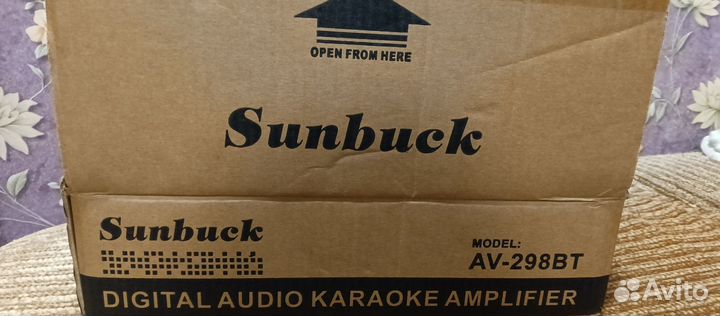 OPEN FROM HERE
Sunbuck
Sunbuck
MODEL:
AV-298BT
DIGITAL AUDIO KARAOKE AMPLIFIER
Avito